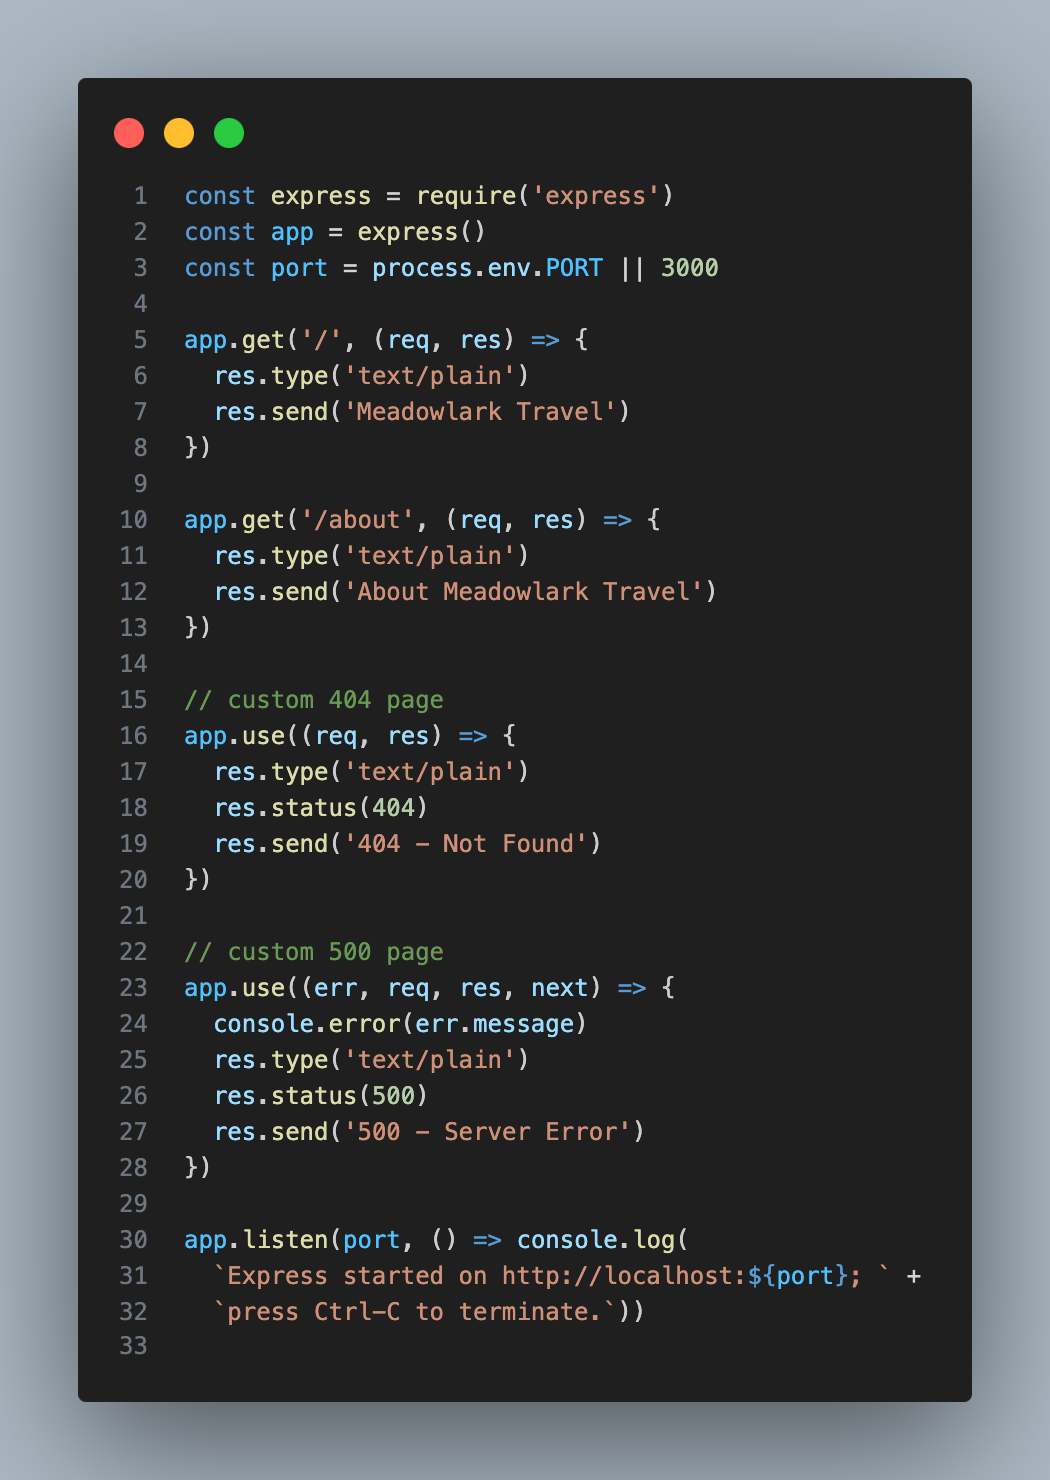 1 const express = require('express')
2 const app = express()
3 const port = process.env.PORT || 3000
4
5 app.get('/', (req, res) => {
6   res.type('text/plain')
7   res.send('Meadowlark Travel')
8 })
9
10 app.get('/about', (req, res) => {
11   res.type('text/plain')
12   res.send('About Meadowlark Travel')
13 })
14
15 // custom 404 page
16 app.use((req, res) => {
17   res.type('text/plain')
18   res.status(404)
19   res.send('404 - Not Found')
20 })
21
22 // custom 500 page
23 app.use((err, req, res, next) => {
24   console.error(err.message)
25   res.type('text/plain')
26   res.status(500)
27   res.send('500 - Server Error')
28 })
29
30 app.listen(port, () => console.log(
31   `Express started on http://localhost:${port}; ` +
32   `press Ctrl-C to terminate.`))
33